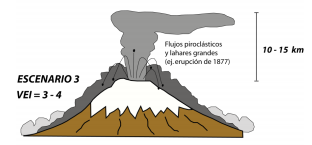 Flujos piroclásticos
y lahares grandes
(ej. erupción de 1877)
10 - 15 km
ESCENARIO 3
VEI = 3 - 4